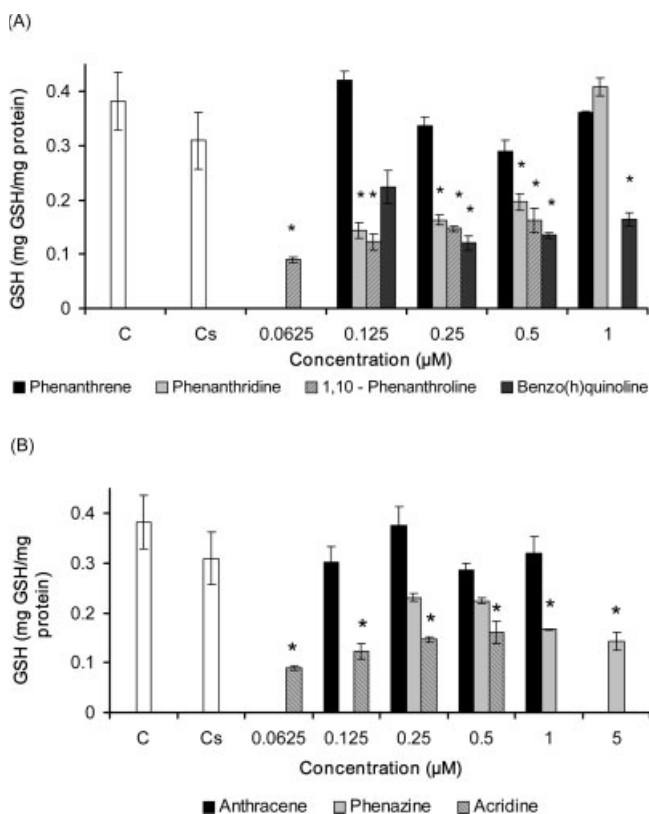 (A)
GSH (mg GSH/mg protein)
0.4
0.3
0.2
0.1
0
*
* *
*
*
*
*
*
*
*
C Cs 0.0625 0.125 0.25 0.5 1
Concentration (µM)
Phenanthrene Phenanthridine 1,10 - Phenanthroline Benzo(h)quinoline
(B)
GSH (mg GSH/mg
protein)
0.4
0.3
0.2
0.1
0
*
*
*
*
*
*
C Cs 0.0625 0.125 0.25 0.5 1 5
Concentration (µM)
Anthracene Phenazine Acridine